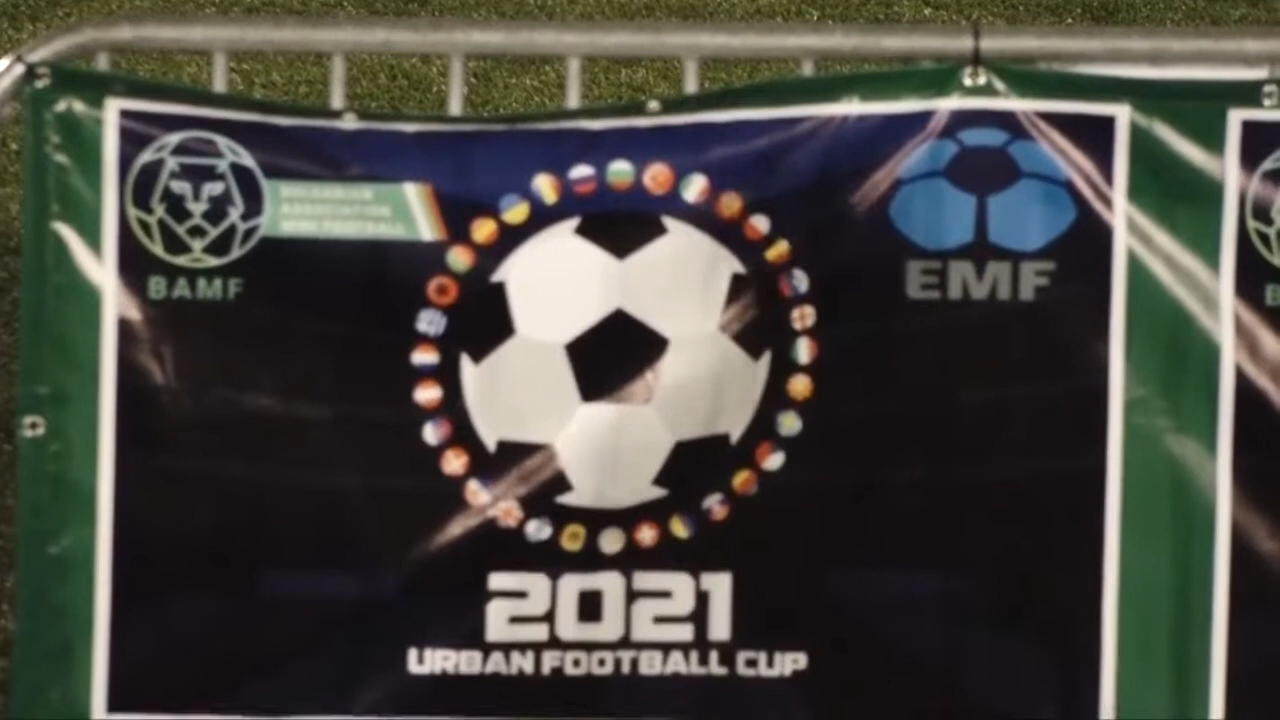 BULGARIAN
ASSOCIATION
MINI FOOTBALL
BAMF
EMF
2021
URBAN FOOTBALL CUP